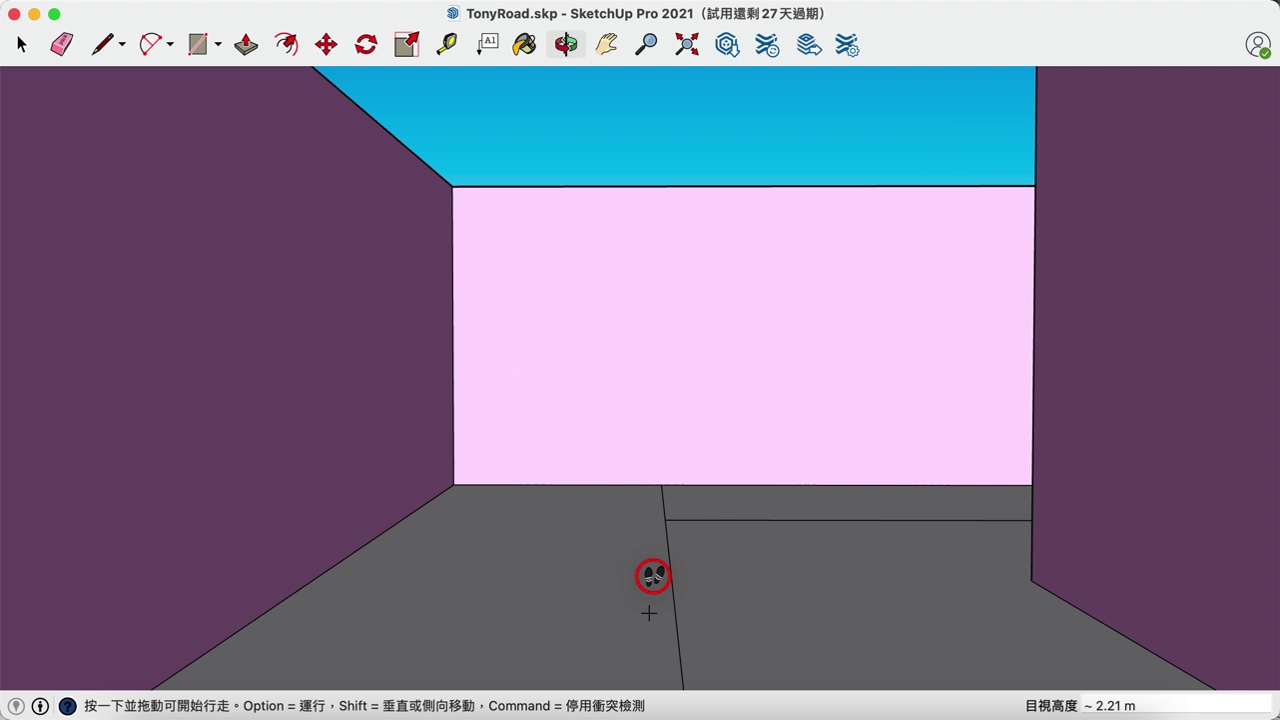 TonyRoad.skp - SketchUp Pro 2021（試用還剩 27 天過期）
A1
按一下並拖動可開始行走。Option = 運行，Shift = 垂直或側向移動，Command = 停用衝突檢測
目視高度 ~ 2.21 m